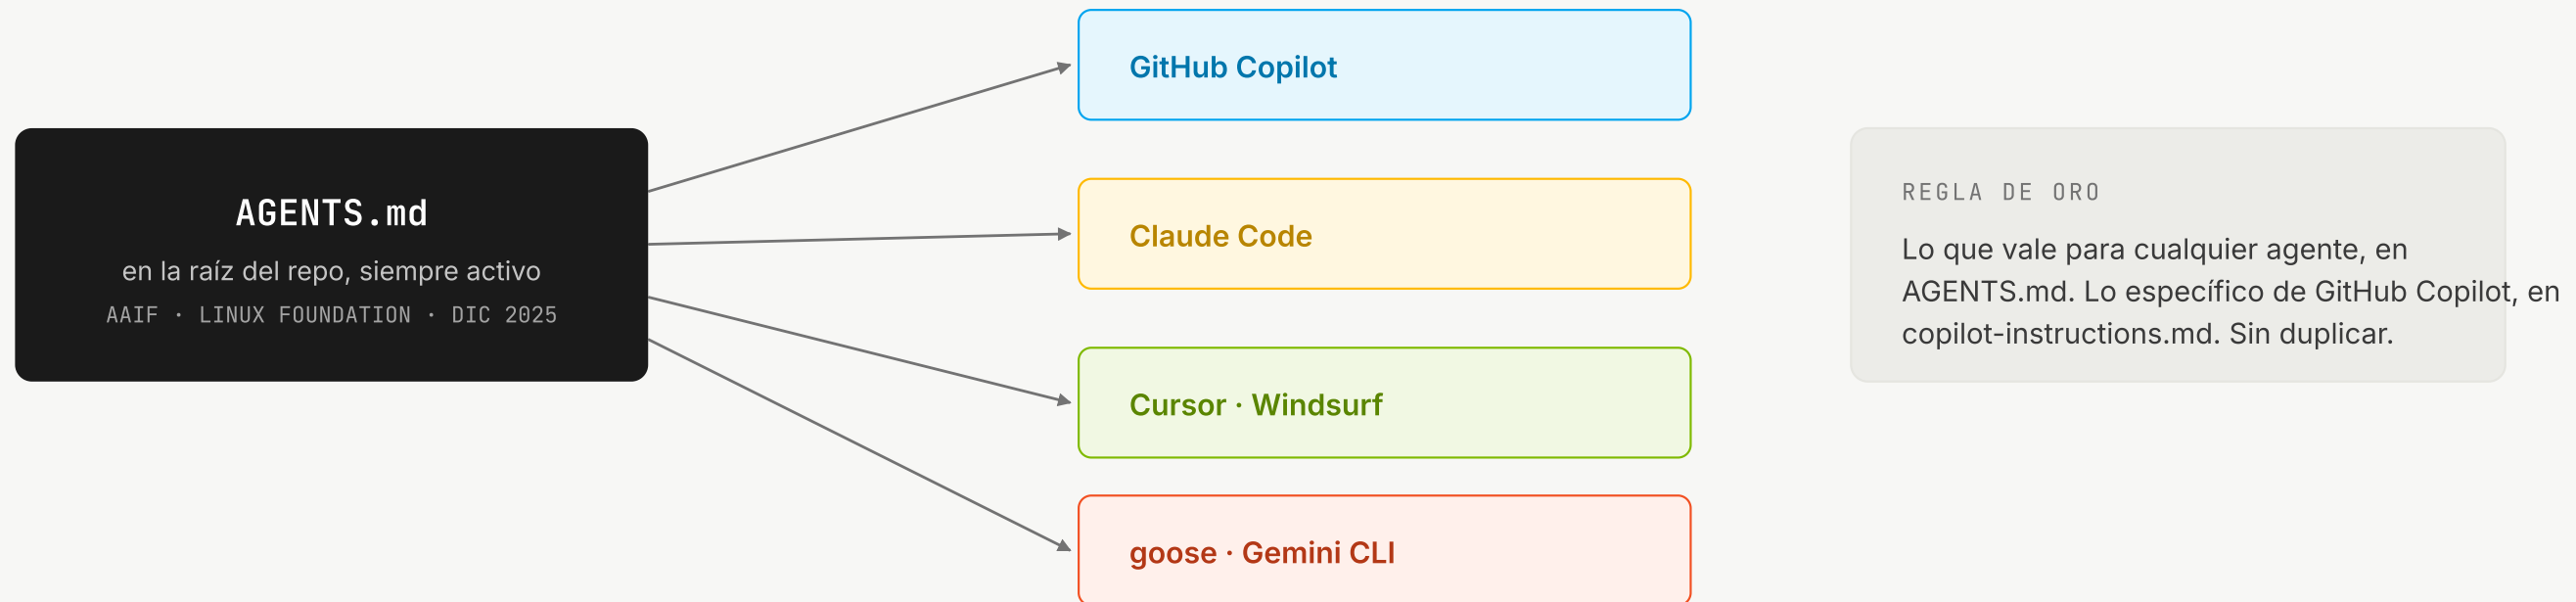 AGENTS.md
en la raíz del repo, siempre activo
AAIF · LINUX FOUNDATION · DIC 2025
GitHub Copilot
Claude Code
Cursor · Windsurf
goose · Gemini CLI
REGLA DE ORO
Lo que vale para cualquier agente, en
AGENTS.md. Lo específico de GitHub Copilot, en
copilot-instructions.md. Sin duplicar.